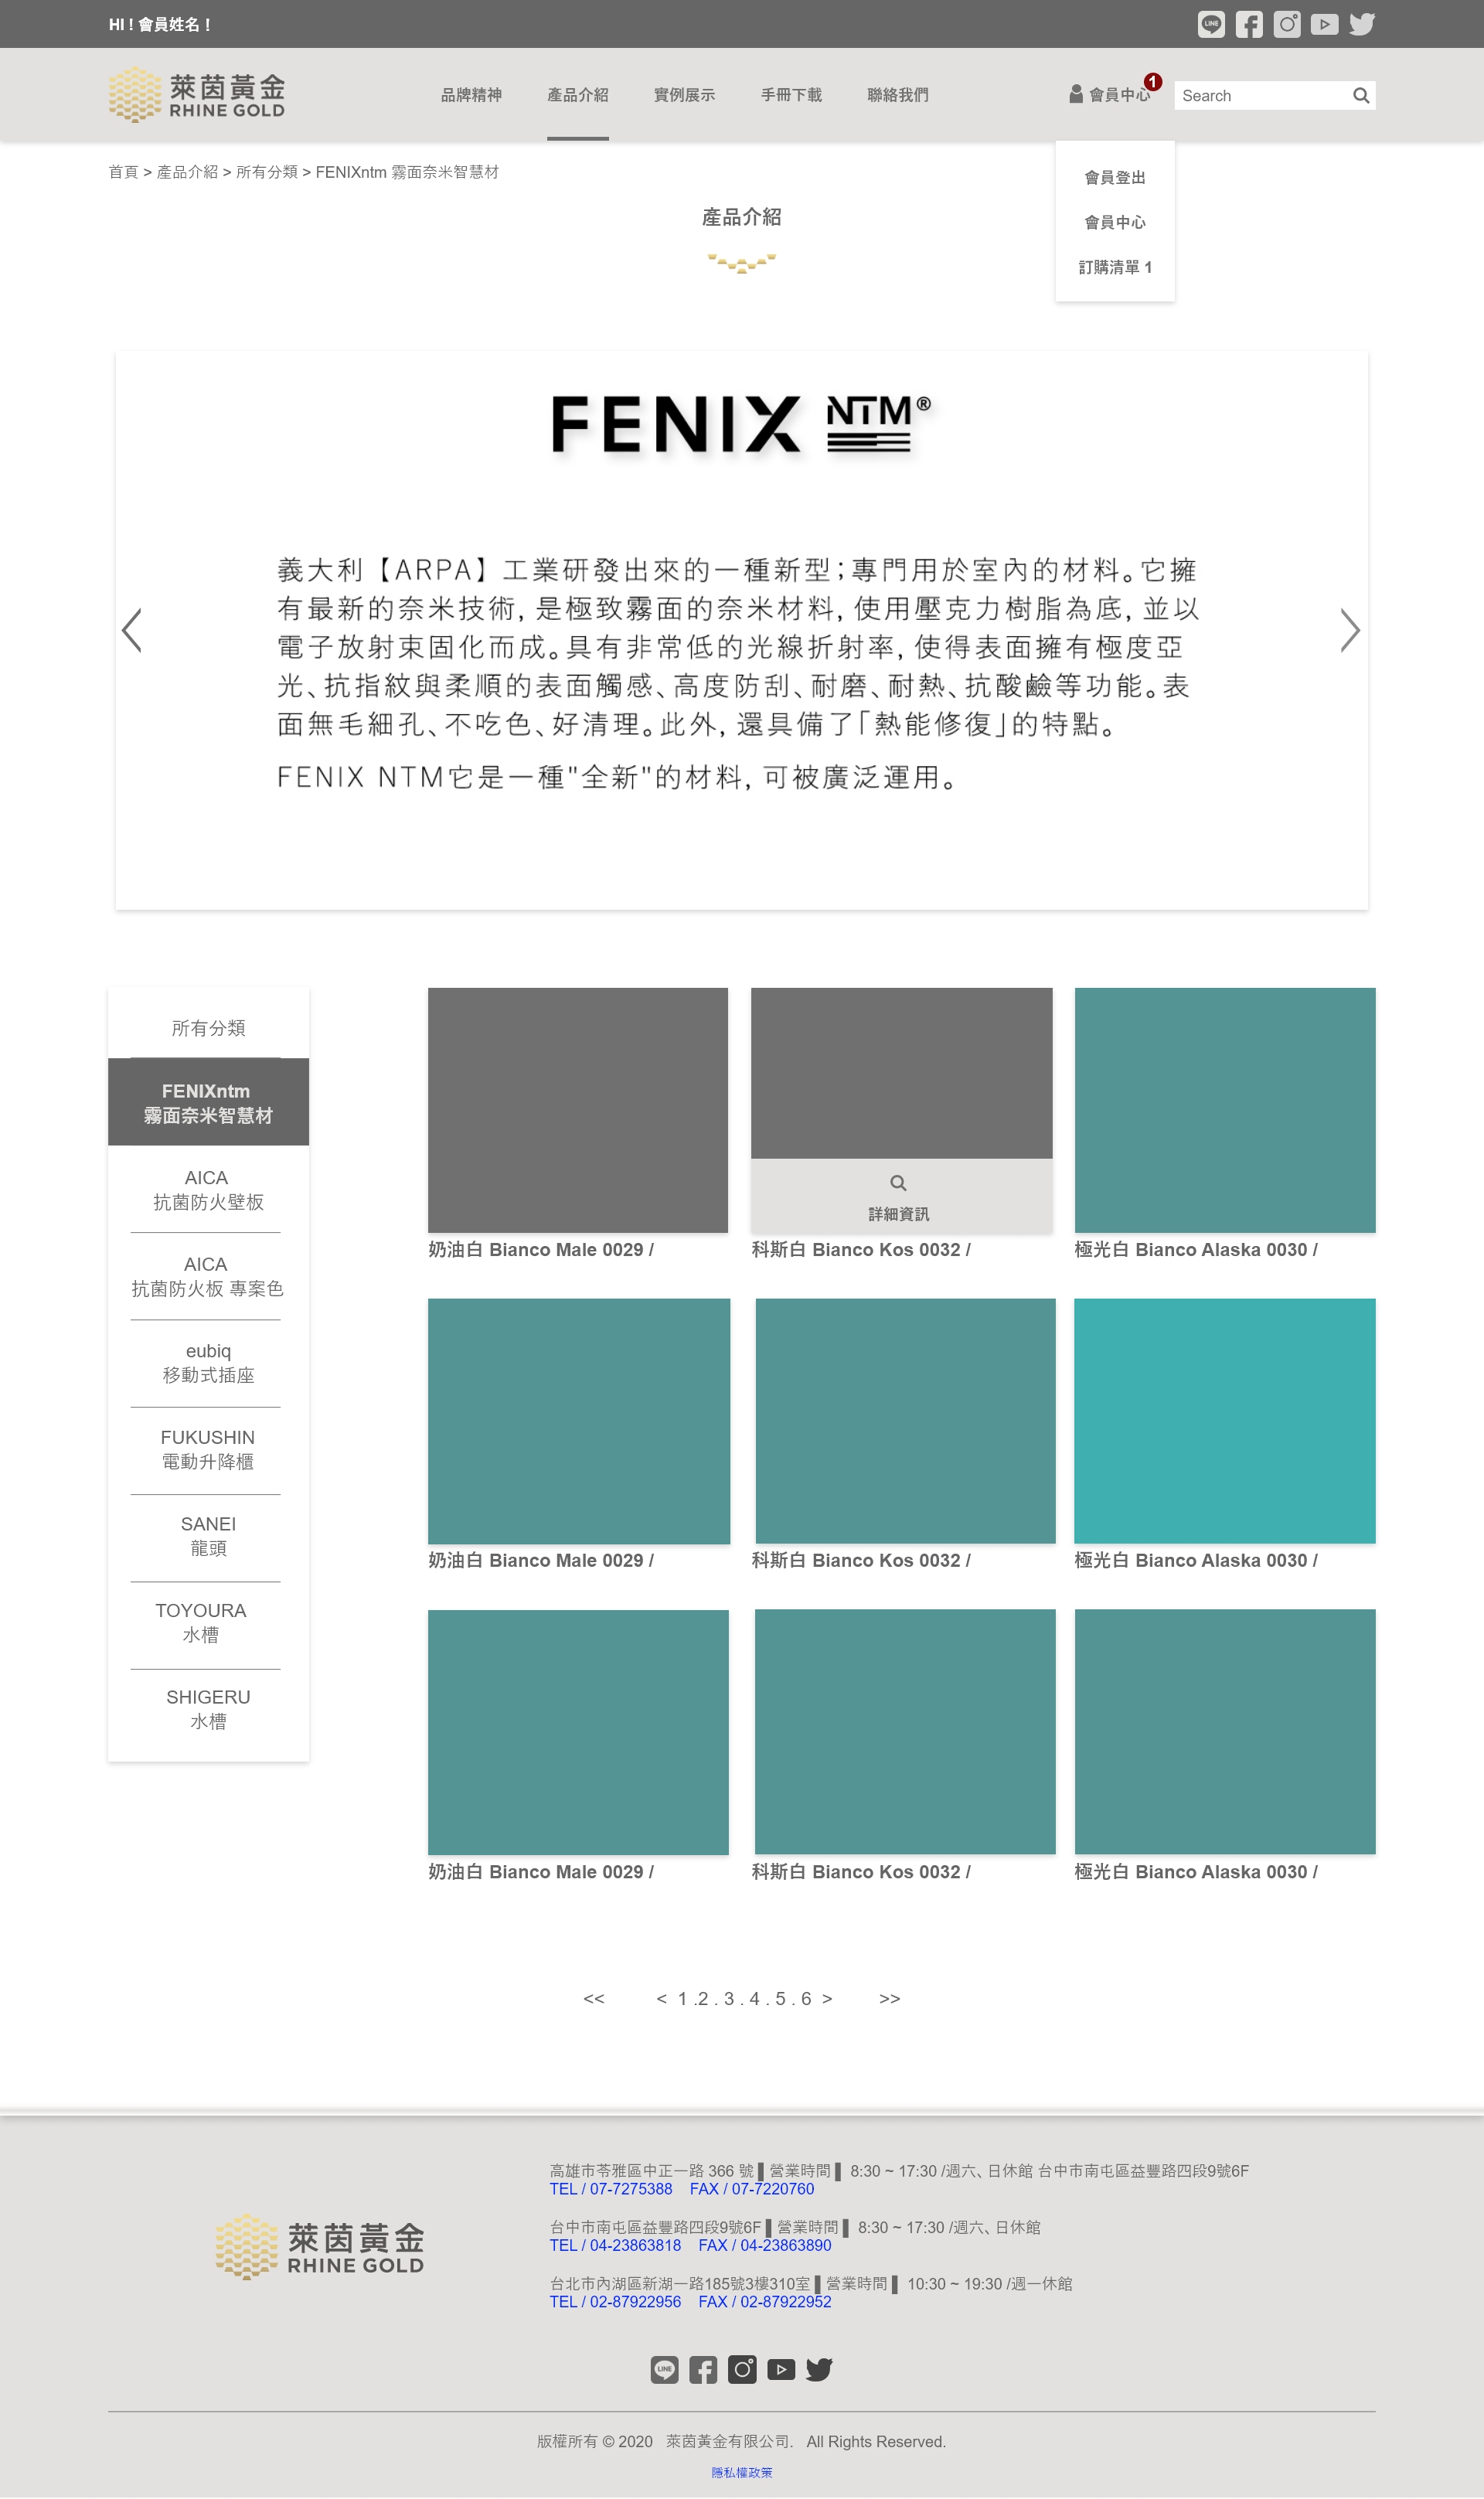 HI！會員姓名！
LINE
萊茵黃金
RHINE GOLD
品牌精神 產品介紹 實例展示 手冊下載 聯絡我們
會員中心 1
Search
首頁 > 產品介紹 > 所有分類 > FENIXntm 霧面奈米智慧材
會員登出
會員中心
訂購清單 1
產品介紹
FENIX NTM®
義大利【ARPA】工業研發出來的一種新型；專門用於室內的材料。它擁
有最新的奈米技術，是極致霧面的奈米材料，使用壓克力樹脂為底，並以
電子放射束固化而成。具有非常低的光線折射率，使得表面擁有極度亞
光、抗指紋與柔順的表面觸感、高度防刮、耐磨、耐熱、抗酸鹼等功能。表
面無毛細孔、不吃色、好清理。此外，還具備了「熱能修復」的特點。
FENIX NTM它是一種"全新"的材料，可被廣泛運用。
所有分類
FENIXntm
霧面奈米智慧材
AICA
抗菌防火壁板
AICA
抗菌防火板 專案色
eubiq
移動式插座
FUKUSHIN
電動升降櫃
SANEI
龍頭
TOYOURA
水槽
SHIGERU
水槽
詳細資訊
奶油白 Bianco Male 0029 / 科斯白 Bianco Kos 0032 / 極光白 Bianco Alaska 0030 /
奶油白 Bianco Male 0029 / 科斯白 Bianco Kos 0032 / 極光白 Bianco Alaska 0030 /
奶油白 Bianco Male 0029 / 科斯白 Bianco Kos 0032 / 極光白 Bianco Alaska 0030 /
<< < 1 .2 . 3 . 4 . 5 . 6 > >>
萊茵黃金
RHINE GOLD
高雄市苓雅區中正一路 366 號 ▌營業時間 ▌ 8:30 ~ 17:30 /週六、日休館 台中市南屯區益豐路四段9號6F
TEL / 07-7275388 FAX / 07-7220760
台中市南屯區益豐路四段9號6F ▌營業時間 ▌ 8:30 ~ 17:30 /週六、日休館
TEL / 04-23863818 FAX / 04-23863890
台北市內湖區新湖一路185號3樓310室 ▌營業時間 ▌ 10:30 ~ 19:30 /週一休館
TEL / 02-87922956 FAX / 02-87922952
LINE
版權所有 © 2020 萊茵黃金有限公司. All Rights Reserved.
隱私權政策